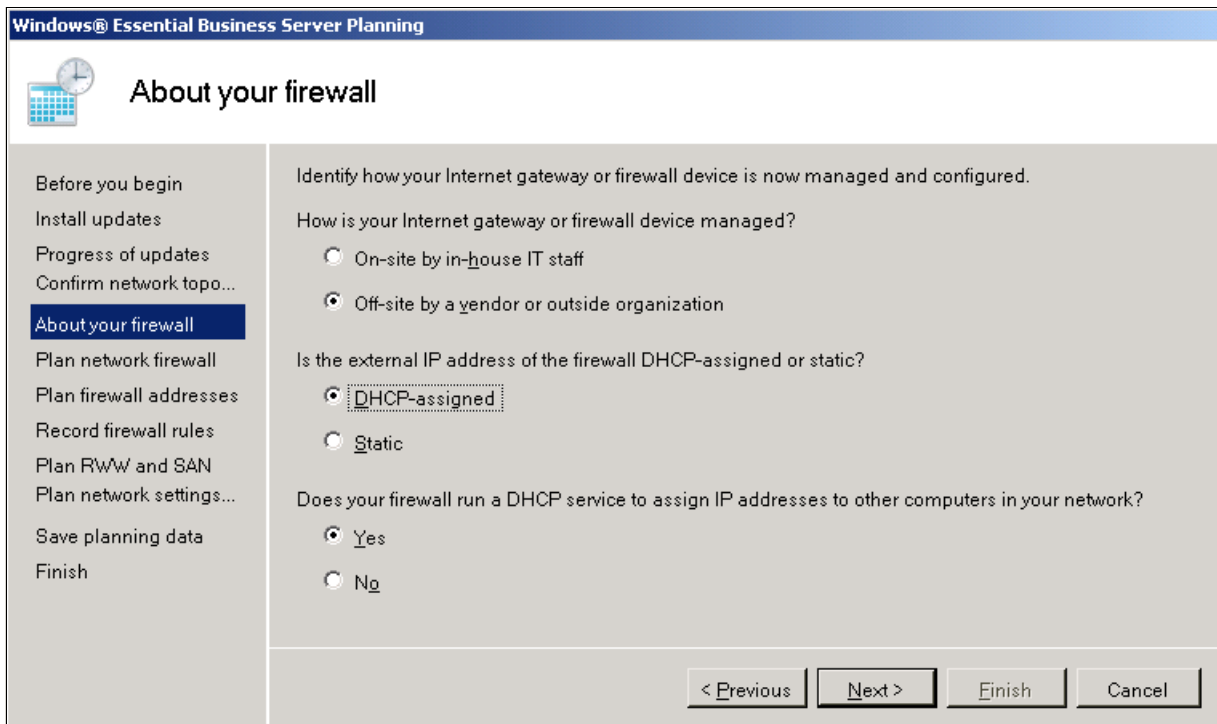 Windows® Essential Business Server Planning
About your firewall
Before you begin
Install updates
Progress of updates
Confirm network topo...
About your firewall
Plan network firewall
Plan firewall addresses
Record firewall rules
Plan RWW and SAN
Plan network settings...
Save planning data
Finish
Identify how your Internet gateway or firewall device is now managed and configured.
How is your Internet gateway or firewall device managed?
On-site by in-house IT staff
Off-site by a vendor or outside organization
Is the external IP address of the firewall DHCP-assigned or static?
DHCP-assigned
Static
Does your firewall run a DHCP service to assign IP addresses to other computers in your network?
Yes
No
< Previous
Next >
Finish
Cancel